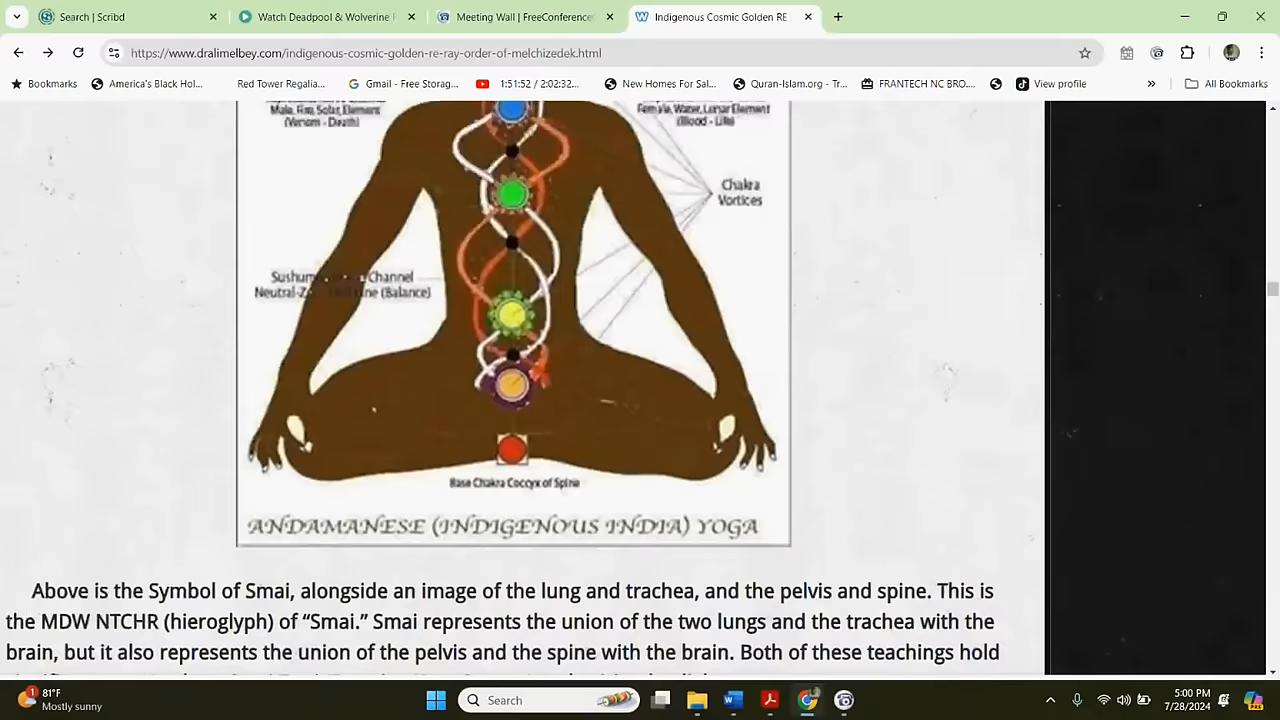 Search | Scribd
Watch Deadpool & Wolverine F
Meeting Wall | FreeConference
Indigenous Cosmic Golden RE
https://www.dralimelbey.com/indigenous-cosmic-golden-re-ray-order-of-melchizedek.html
Bookmarks
America's Black Hol...
Red Tower Regalia...
Gmail - Free Storag...
1:51:52 / 2:02:32...
New Homes For Sal...
Quran-Islam.org - Tr...
FRANTECH NC BRO...
View profile
All Bookmarks
Male, Fire, Solar Element
(Venom - Death)
Female, Water, Lunar Element
(Blood - Life)
Chakra
Vortices
Channel
(Balance)
Base Chakra Coccyx of Spine
ANDAMANESE (INDIGENOUS INDIA) YOGA
Above is the Symbol of Smai, alongside an image of the lung and trachea, and the pelvis and spine. This is
the MDW NTCHR (hieroglyph) of “Smai.” Smai represents the union of the two lungs and the trachea with the
brain, but it also represents the union of the pelvis and the spine with the brain. Both of these teachings hold
1
81°F
Mostly sunny
Search
5:00 PM
7/28/2024